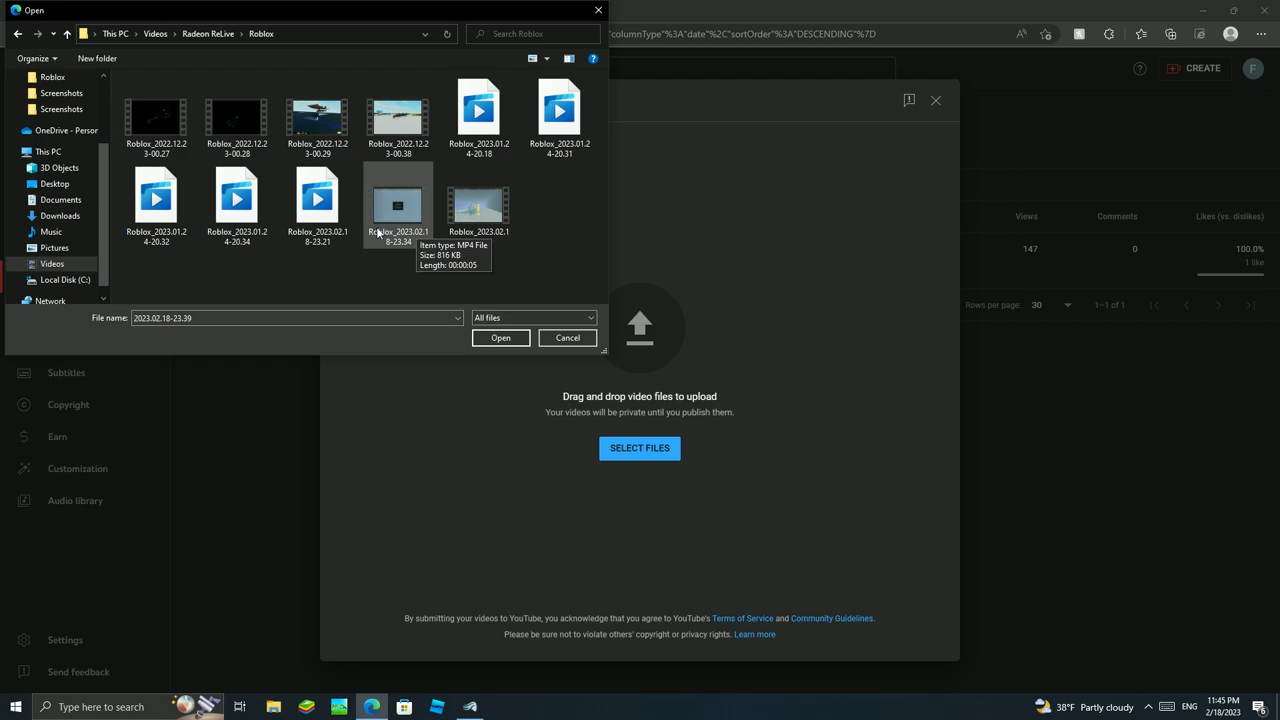 Open
This PC
Videos
Radeon ReLive
Roblox
Search Roblox
columnType"%3A"date"%2C"sortOrder"%3A"DESCENDING"%7D
Organize
New folder
CREATE
F
Roblox
Screenshots
Screenshots
OneDrive - Person
This PC
3D Objects
Desktop
Documents
Downloads
Music
Pictures
Videos
Local Disk (C:)
Network
Roblox_2022.12.2
3-00.27
Roblox_2022.12.2
3-00.28
Roblox_2022.12.2
3-00.29
Roblox_2022.12.2
3-00.38
Roblox_2023.01.2
4-20.18
Roblox_2023.01.2
4-20.31
Roblox_2023.01.2
4-20.32
Roblox_2023.01.2
4-20.34
Roblox_2023.02.1
8-23.21
Roblox_2023.02.1
8-23.34
Roblox_2023.02.1
Item type: MP4 File
Size: 816 KB
Length: 00:00:05
File name:
2023.02.18-23.39
All files
Open
Cancel
Views
Comments
Likes (vs. dislikes)
147
0
100.0%
1 like
Rows per page:
30
1–1 of 1
Subtitles
Copyright
Earn
Customization
Audio library
Settings
Send feedback
Drag and drop video files to upload
Your videos will be private until you publish them.
SELECT FILES
By submitting your videos to YouTube, you acknowledge that you agree to YouTube's Terms of Service and Community Guidelines.
Please be sure not to violate others' copyright or privacy rights. Learn more
Type here to search
38°F Partly cloudy
ENG
11:45 PM
2/18/2023
6